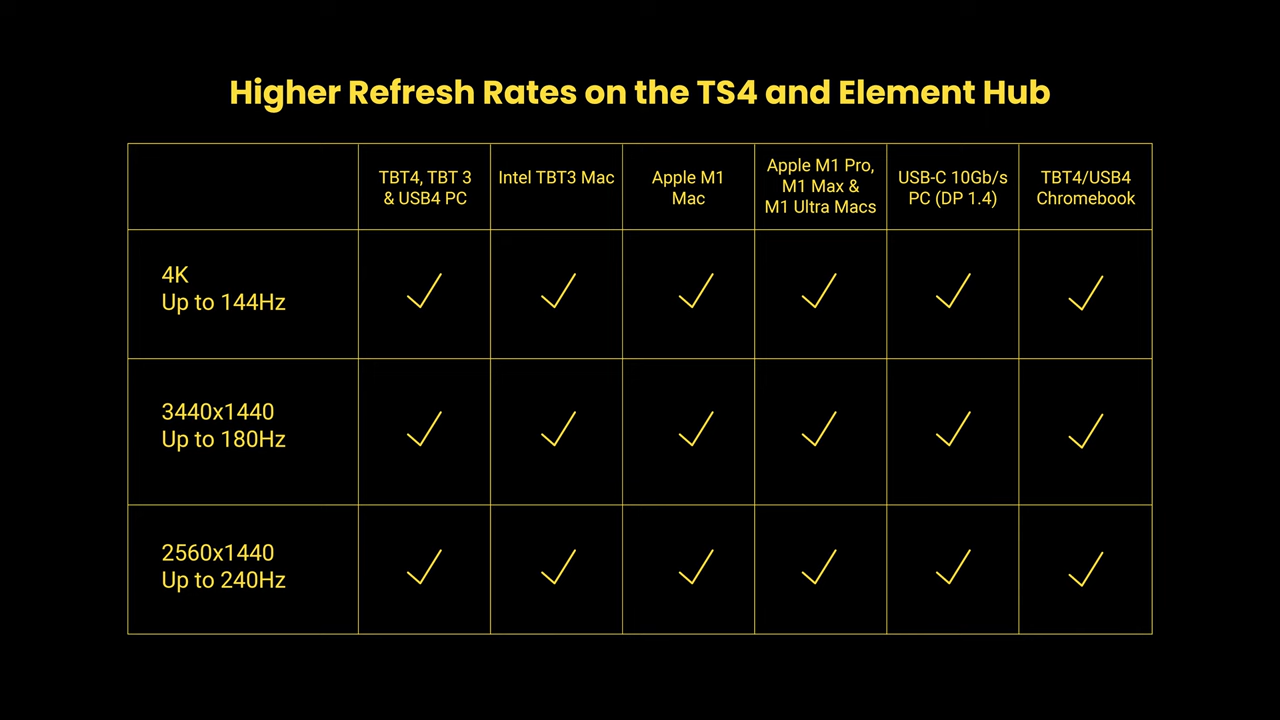 Higher Refresh Rates on the TS4 and Element Hub
TBT4, TBT 3
& USB4 PC
Intel TBT3 Mac
Apple M1
Mac
Apple M1 Pro,
M1 Max &
M1 Ultra Macs
USB-C 10Gb/s
PC (DP 1.4)
TBT4/USB4
Chromebook
4K
Up to 144Hz
3440x1440
Up to 180Hz
2560x1440
Up to 240Hz